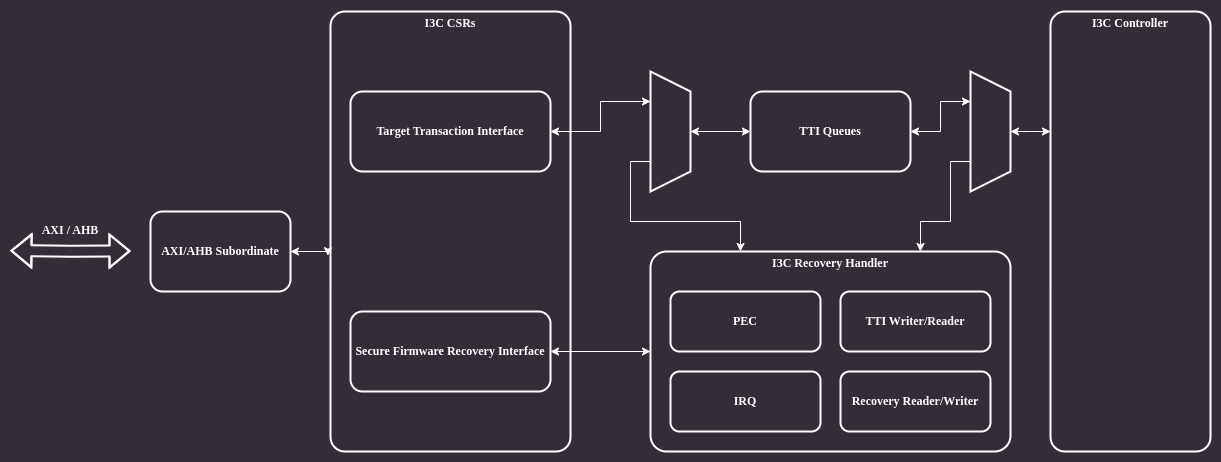 I3C CSRs
I3C Controller
Target Transaction Interface
TTI Queues
AXI / AHB
AXI/AHB Subordinate
I3C Recovery Handler
PEC
TTI Writer/Reader
Secure Firmware Recovery Interface
IRQ
Recovery Reader/Writer